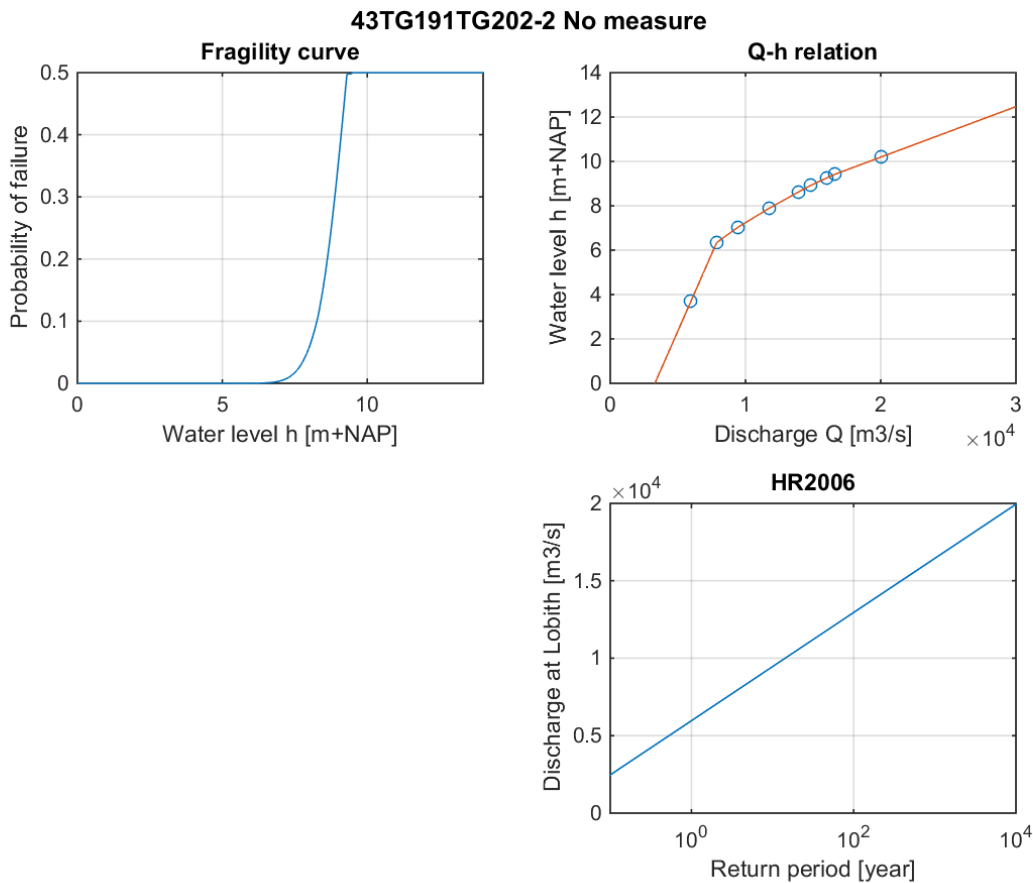 43TG191TG202-2 No measure
Fragility curve
0.5
0.4
0.3
0.2
0.1
0
Probability of failure
0 5 10
Water level h [m+NAP]
Q-h relation
14
12
10
8
6
4
2
0
Water level h [m+NAP]
0 1 2 3
Discharge Q [m3/s] ×10^4
HR2006
×10^4
2
1.5
1
0.5
0
Discharge at Lobith [m3/s]
10^0 10^2 10^4
Return period [year]